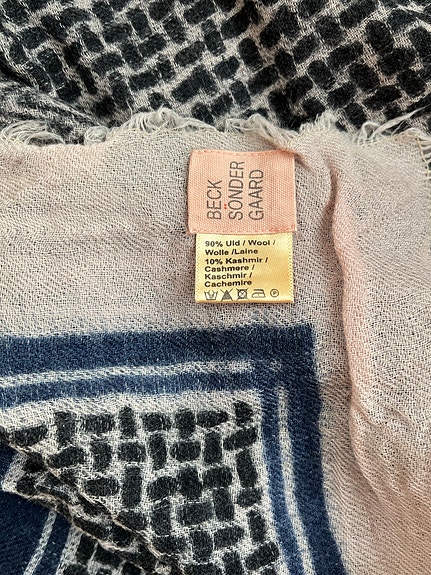 BECK
SÖNDER
GAARD
90% Uld / Wool /
Wolle /Laine
10% Kashmir /
Cashmere /
Kaschmir /
Cachemire